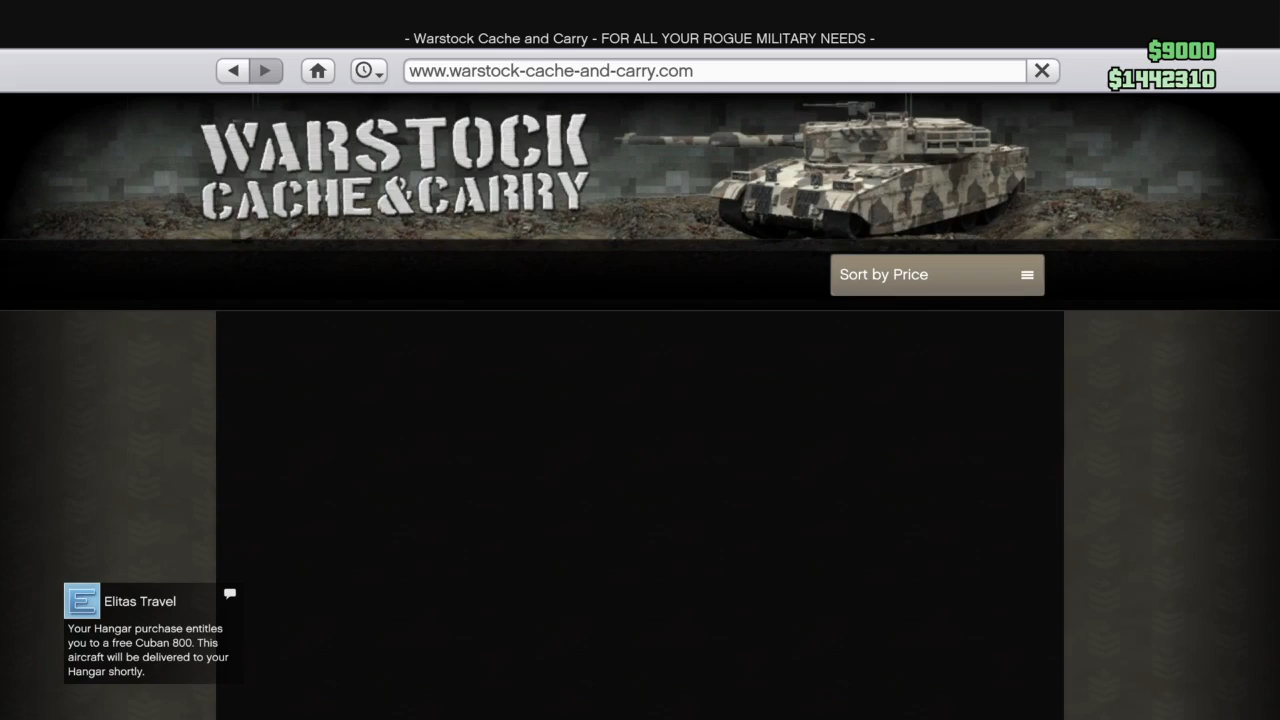 - Warstock Cache and Carry - FOR ALL YOUR ROGUE MILITARY NEEDS -
$9000
www.warstock-cache-and-carry.com
$1442310
WARSTOCK
CACHE&CARRY
Sort by Price
Elitas Travel
Your Hangar purchase entitles
you to a free Cuban 800. This
aircraft will be delivered to your
Hangar shortly.